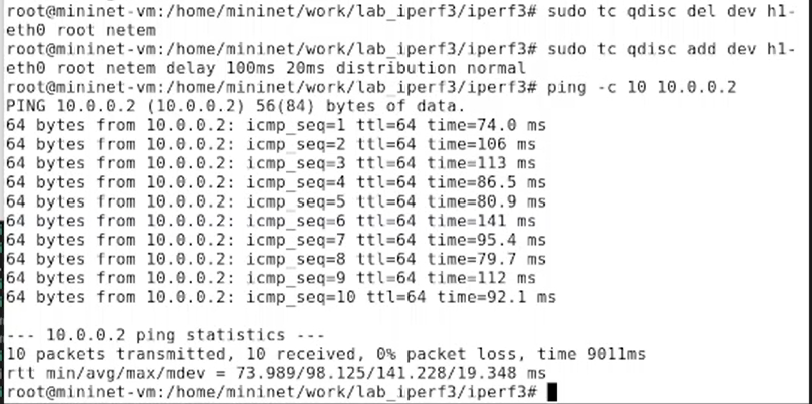 root@mininet-vm:/home/mininet/work/lab_iperf3/iperf3# sudo tc qdisc del dev h1-
eth0 root netem
root@mininet-vm:/home/mininet/work/lab_iperf3/iperf3# sudo tc qdisc add dev h1-
eth0 root netem delay 100ms 20ms distribution normal
root@mininet-vm:/home/mininet/work/lab_iperf3/iperf3# ping -c 10 10.0.0.2
PING 10.0.0.2 (10.0.0.2) 56(84) bytes of data.
64 bytes from 10.0.0.2: icmp_seq=1 ttl=64 time=74.0 ms
64 bytes from 10.0.0.2: icmp_seq=2 ttl=64 time=106 ms
64 bytes from 10.0.0.2: icmp_seq=3 ttl=64 time=113 ms
64 bytes from 10.0.0.2: icmp_seq=4 ttl=64 time=86.5 ms
64 bytes from 10.0.0.2: icmp_seq=5 ttl=64 time=80.9 ms
64 bytes from 10.0.0.2: icmp_seq=6 ttl=64 time=141 ms
64 bytes from 10.0.0.2: icmp_seq=7 ttl=64 time=95.4 ms
64 bytes from 10.0.0.2: icmp_seq=8 ttl=64 time=79.7 ms
64 bytes from 10.0.0.2: icmp_seq=9 ttl=64 time=112 ms
64 bytes from 10.0.0.2: icmp_seq=10 ttl=64 time=92.1 ms
--- 10.0.0.2 ping statistics ---
10 packets transmitted, 10 received, 0% packet loss, time 9011ms
rtt min/avg/max/mdev = 73.989/98.125/141.228/19.348 ms
root@mininet-vm:/home/mininet/work/lab_iperf3/iperf3#